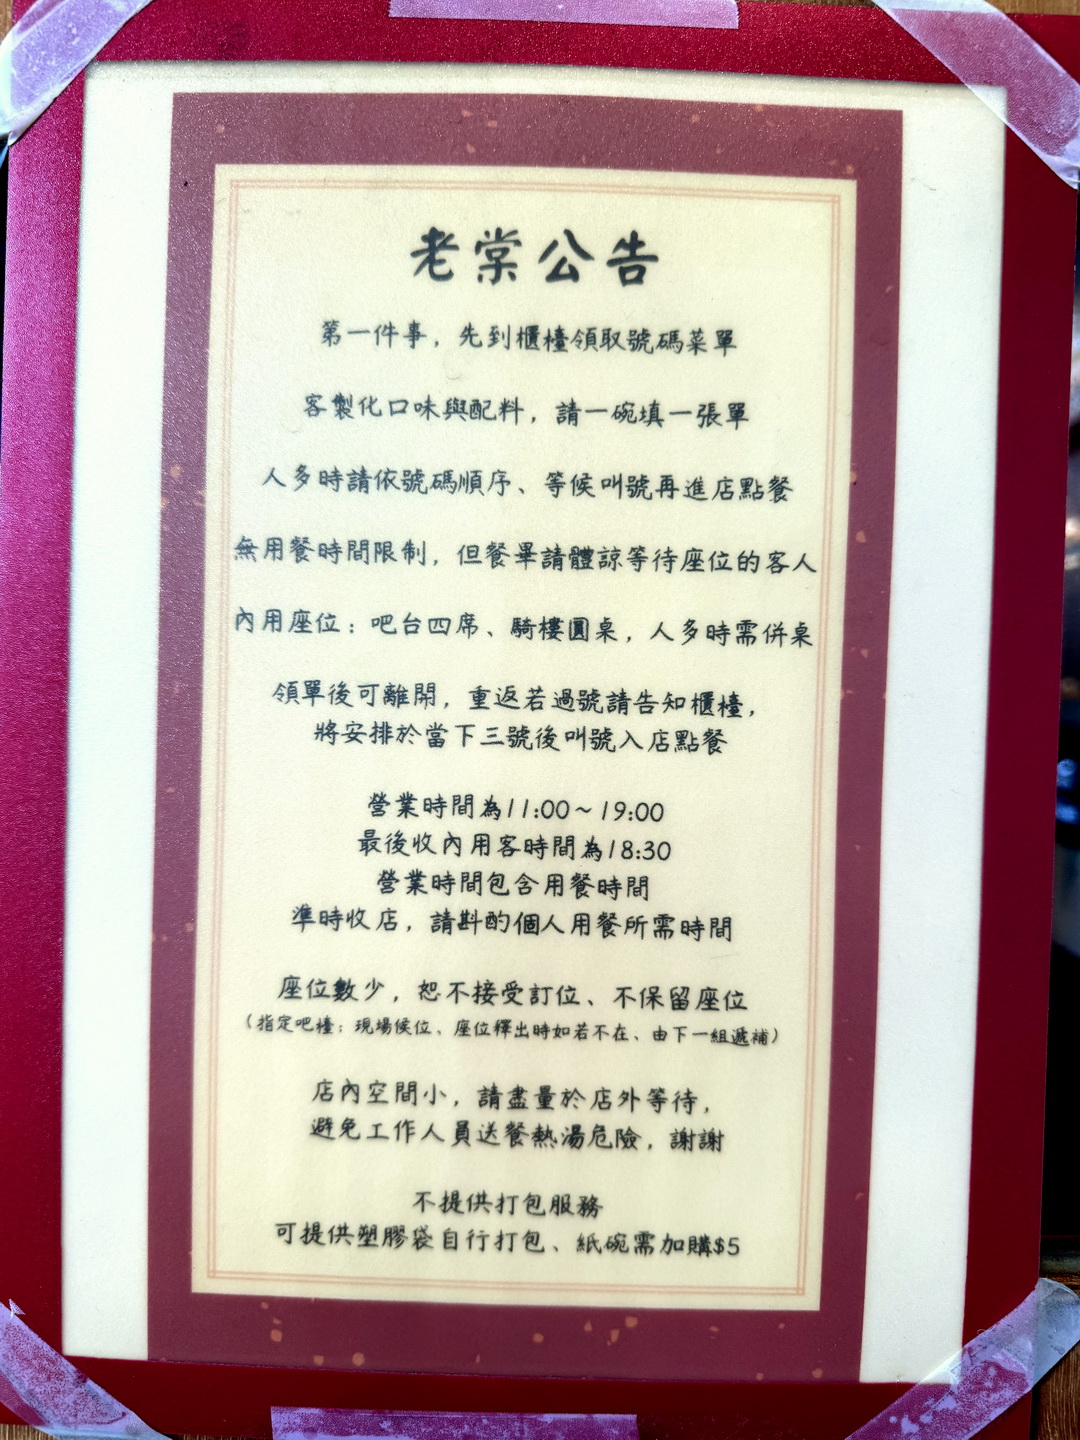 老棠公告
第一件事，先到櫃檯領取號碼菜單
客製化口味與配料，請一碗填一張單
人多時請依號碼順序、等候叫號再進店點餐
無用餐時間限制，但餐畢請體諒等待座位的客人
內用座位：吧台四席、騎樓圓桌，人多時需併桌
領單後可離開，重返若過號請告知櫃檯，
將安排於當下三號後叫號入店點餐
營業時間為11:00～19:00
最後收內用客時間為18:30
營業時間包含用餐時間
準時收店，請斟酌個人用餐所需時間
座位數少，恕不接受訂位、不保留座位
（指定吧檯；現場候位、座位釋出時如若不在、由下一組遞補）
店內空間小，請盡量於店外等待，
避免工作人員送餐熱湯危險，謝謝
不提供打包服務
可提供塑膠袋自行打包、紙碗需加購$5